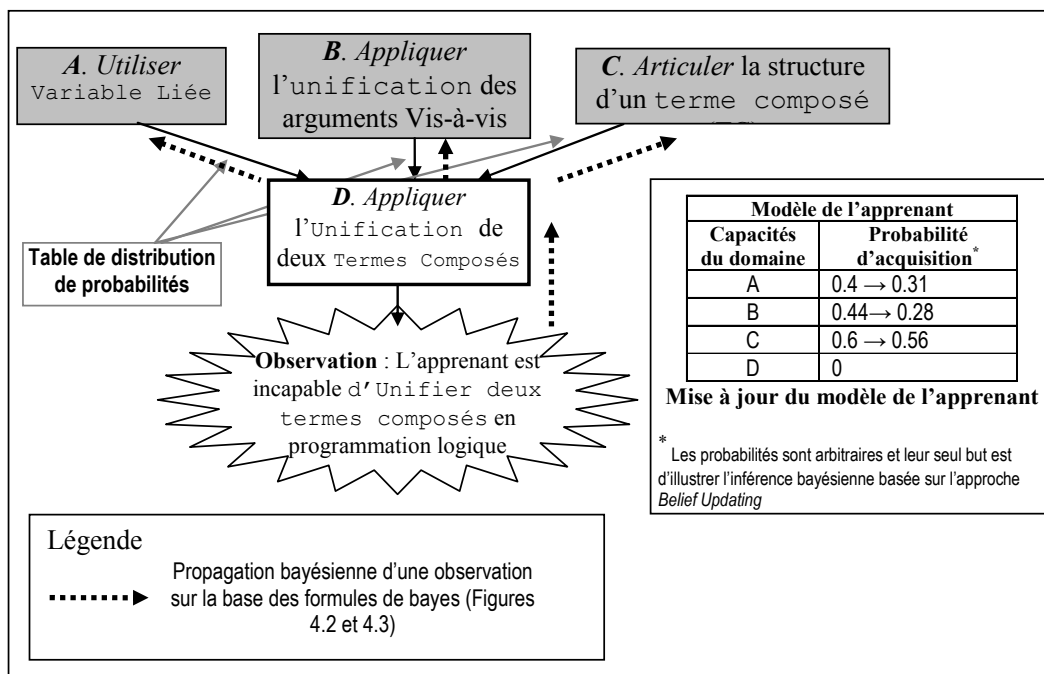 A. Utiliser
Variable Liée
B. Appliquer
l'unification des
arguments Vis-à-vis
C. Articuler la structure
d'un terme composé
D. Appliquer
l'Unification de
deux Termes Composés
Table de distribution
de probabilités
Observation : L'apprenant est
incapable d'Unifier deux
termes composés en
programmation logique
Modèle de l'apprenant
Capacités du domaine | Probabilité d'acquisition*
A | 0.4 → 0.31
B | 0.44→ 0.28
C | 0.6 → 0.56
D | 0
Mise à jour du modèle de l'apprenant
* Les probabilités sont arbitraires et leur seul but est
d'illustrer l'inférence bayésienne basée sur l'approche
Belief Updating
Légende
Propagation bayésienne d'une observation
sur la base des formules de bayes (Figures
4.2 et 4.3)